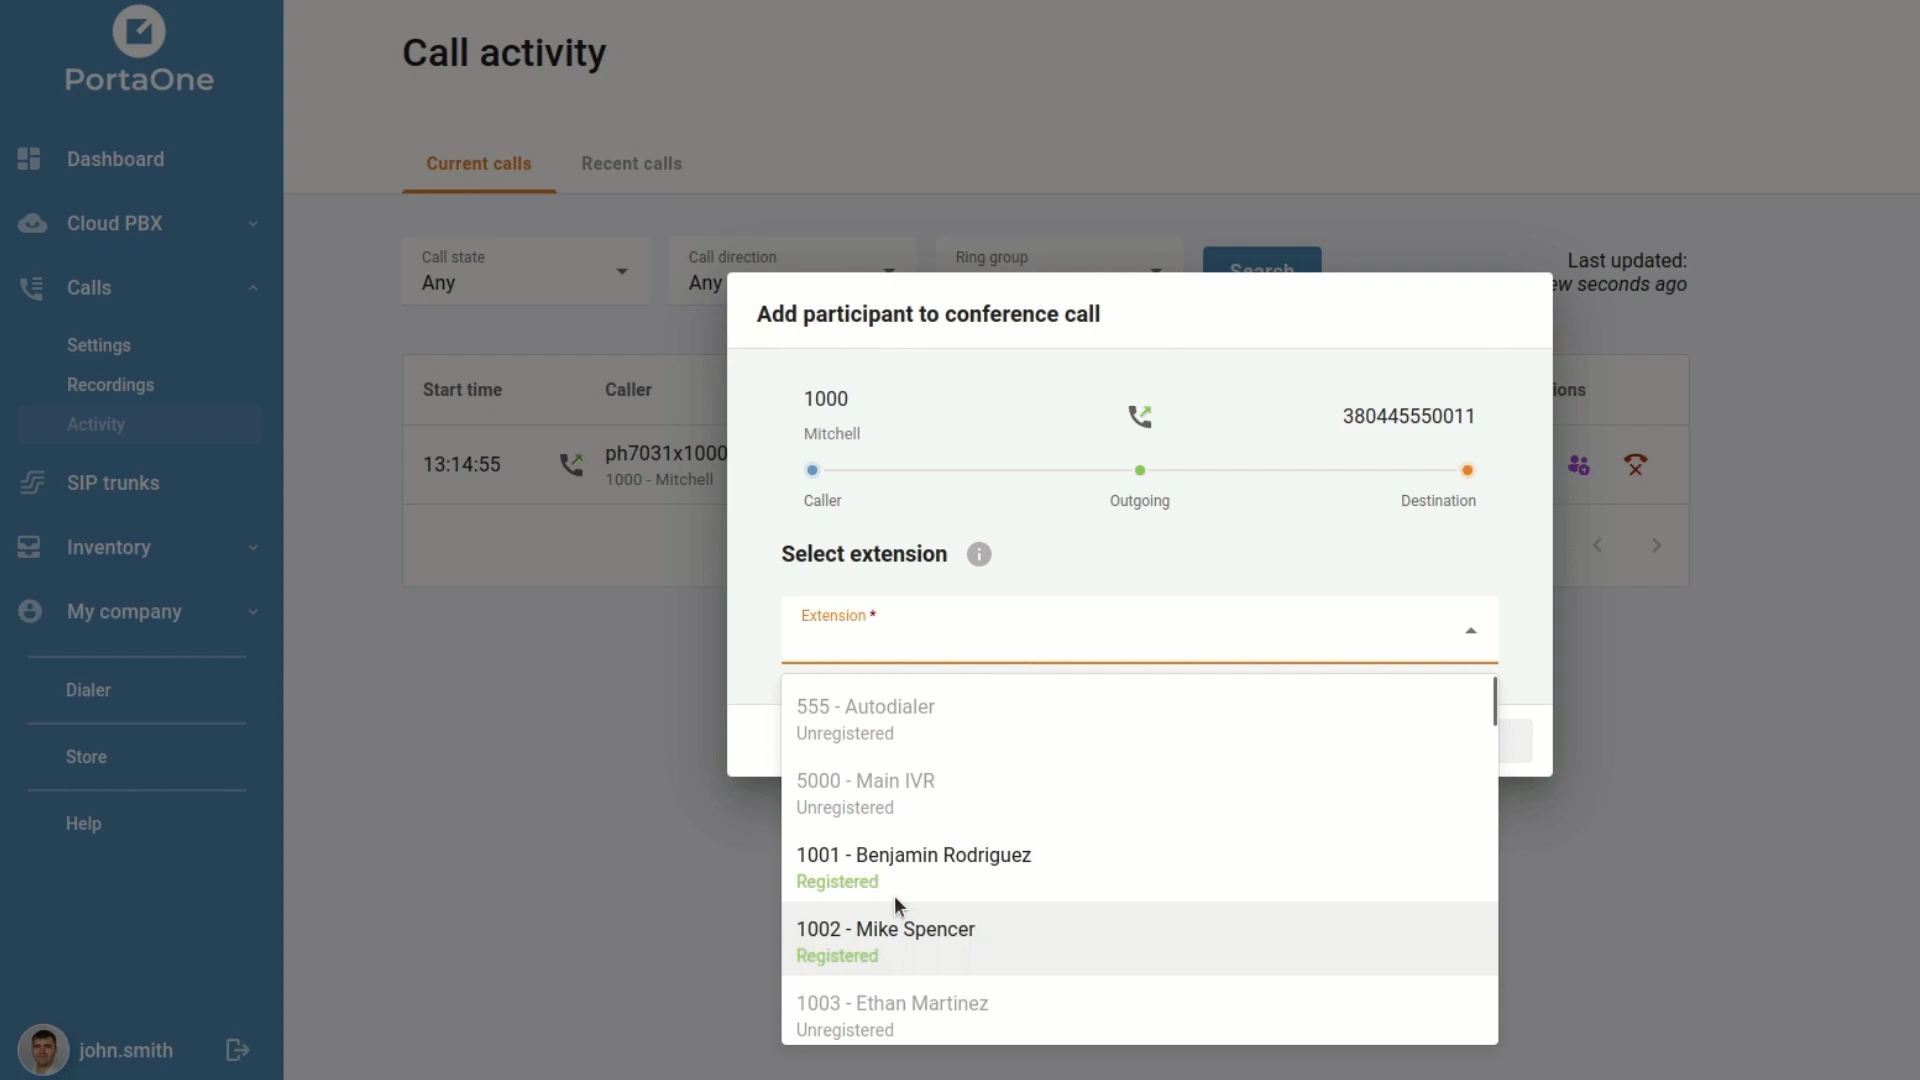 PortaOne
Dashboard
Cloud PBX
Calls
Settings
Recordings
Activity
SIP trunks
Inventory
My company
Dialer
Store
Help
john.smith
Call activity
Current calls
Recent calls
Call state
Any
Call direction
Any
Ring group
Search
Last updated:
ew seconds ago
Start time
Caller
ions
13:14:55
ph7031x1000
1000 - Mitchell
Add participant to conference call
1000
Mitchell
380445550011
Caller
Outgoing
Destination
Select extension
Extension *
555 - Autodialer
Unregistered
5000 - Main IVR
Unregistered
1001 - Benjamin Rodriguez
Registered
1002 - Mike Spencer
Registered
1003 - Ethan Martinez
Unregistered